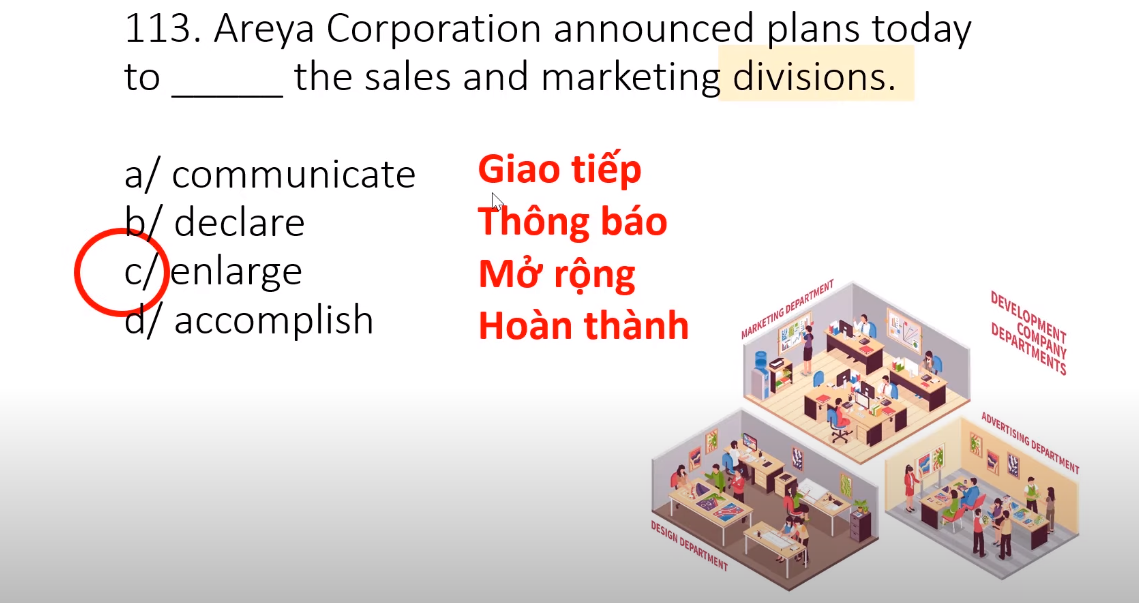 113. Areya Corporation announced plans today
to _____ the sales and marketing divisions.
a/ communicate
Giao tiếp
b/ declare
Thông báo
c/ enlarge
Mở rộng
d/ accomplish
Hoàn thành
MARKETING DEPARTMENT
DEVELOPMENT
COMPANY
DEPARTMENTS
ADVERTISING DEPARTMENT
DESIGN DEPARTMENT